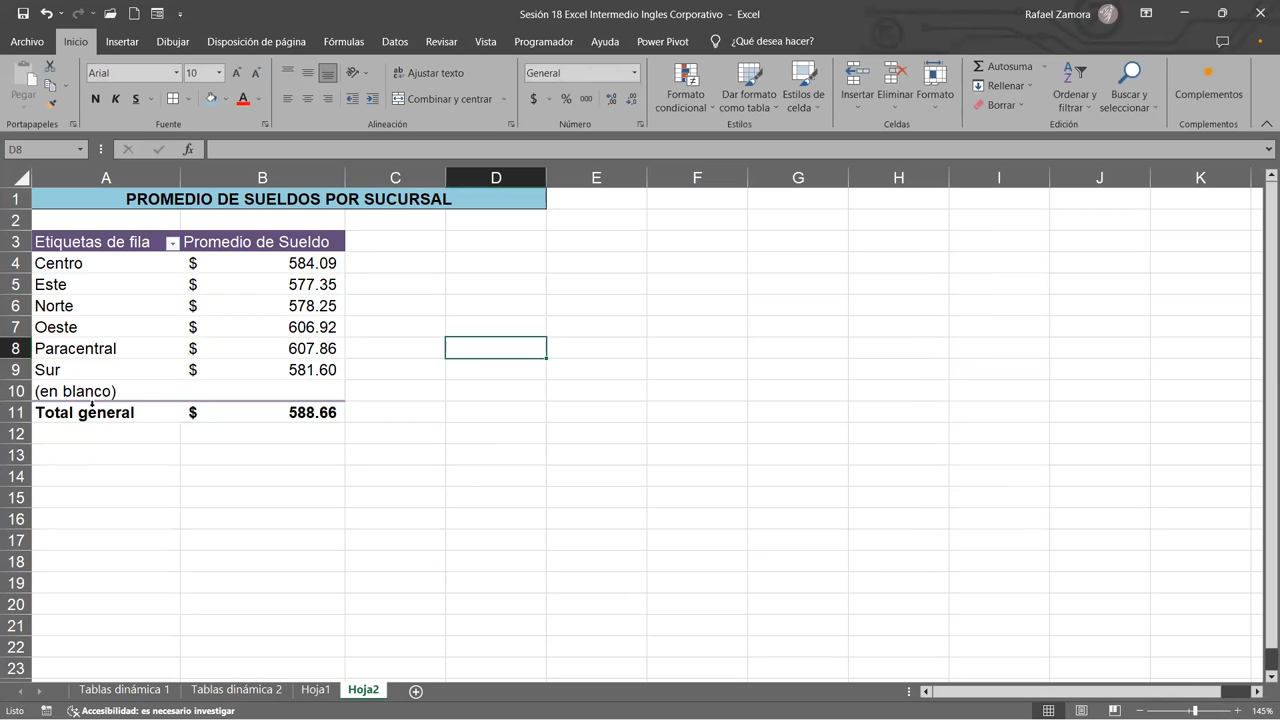 Sesión 18 Excel Intermedio Ingles Corporativo - Excel
Rafael Zamora
Archivo Inicio Insertar Dibujar Disposición de página Fórmulas Datos Revisar Vista Programador Ayuda Power Pivot ¿Qué desea hacer?
Pegar
Arial 10
N K S
Ajustar texto
Combinar y centrar
General
$ % 000
Formato condicional
Dar formato como tabla
Estilos de celda
Insertar Eliminar Formato
Autosuma
Rellenar
Borrar
Ordenar y filtrar
Buscar y seleccionar
Complementos
Portapapeles Fuente Alineación Número Estilos Celdas Edición Complementos
D8 fx
A B C D E F G H I J K
1 PROMEDIO DE SUELDOS POR SUCURSAL
2
3 Etiquetas de fila Promedio de Sueldo
4 Centro $ 584.09
5 Este $ 577.35
6 Norte $ 578.25
7 Oeste $ 606.92
8 Paracentral $ 607.86
9 Sur $ 581.60
10 (en blanco)
11 Total general $ 588.66
12
13
14
15
16
17
18
19
20
21
22
23
Tablas dinámica 1 Tablas dinámica 2 Hoja1 Hoja2
Listo Accesibilidad: es necesario investigar 145%